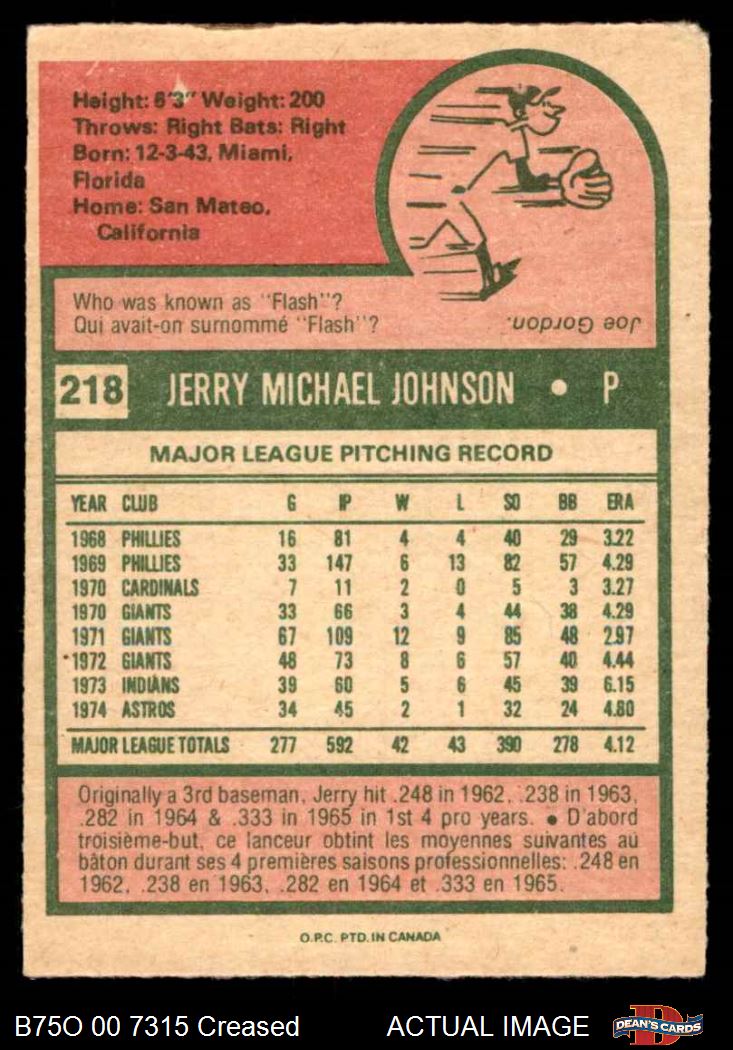 Height: 6'3" Weight: 200
Throws: Right Bats: Right
Born: 12-3-43, Miami,
Florida
Home: San Mateo,
California
Who was known as "Flash"?
Qui avait-on surnommé "Flash"?
Joe Gordon.
218 JERRY MICHAEL JOHNSON • P
MAJOR LEAGUE PITCHING RECORD
YEAR CLUB G IP W L SO BB ERA
1968 PHILLIES 16 81 4 4 40 29 3.22
1969 PHILLIES 33 147 6 13 82 57 4.29
1970 CARDINALS 7 11 2 0 5 3 3.27
1970 GIANTS 33 66 3 4 44 38 4.29
1971 GIANTS 67 109 12 9 85 48 2.97
1972 GIANTS 48 73 8 6 57 40 4.44
1973 INDIANS 39 60 5 6 45 39 6.15
1974 ASTROS 34 45 2 1 32 24 4.80
MAJOR LEAGUE TOTALS 277 592 42 43 390 278 4.12
Originally a 3rd baseman, Jerry hit .248 in 1962, .238 in 1963,
.282 in 1964 & .333 in 1965 in 1st 4 pro years. • D'abord
troisième-but, ce lanceur obtint les moyennes suivantes au
bâton durant ses 4 premières saisons professionnelles: .248 en
1962, .238 en 1963, .282 en 1964 et .333 en 1965.
O.P.C. PTD. IN CANADA
B75O 00 7315 Creased ACTUAL IMAGE D DEAN'S CARDS